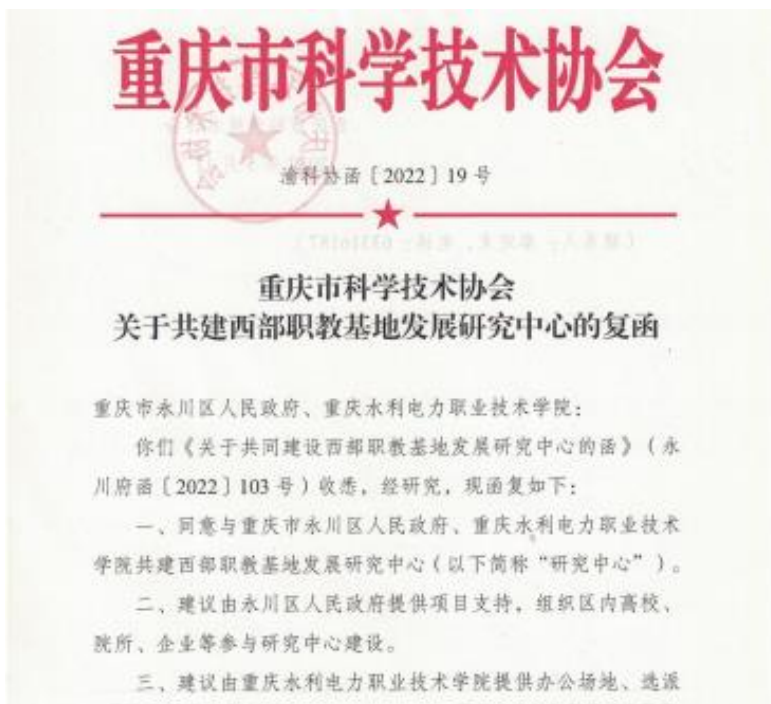 重庆市科学技术协会
渝科协函〔2022〕19 号
重庆市科学技术协会
关于共建西部职教基地发展研究中心的复函
重庆市永川区人民政府、重庆水利电力职业技术学院：
你们《关于共同建设西部职教基地发展研究中心的函》（永
川府函〔2022〕103 号）收悉，经研究，现函复如下：
一、同意与重庆市永川区人民政府、重庆水利电力职业技术
学院共建西部职教基地发展研究中心（以下简称“研究中心”）。
二、建议由永川区人民政府提供项目支持，组织区内高校、
院所、企业等参与研究中心建设。
三、建议由重庆水利电力职业技术学院提供办公场地、选派